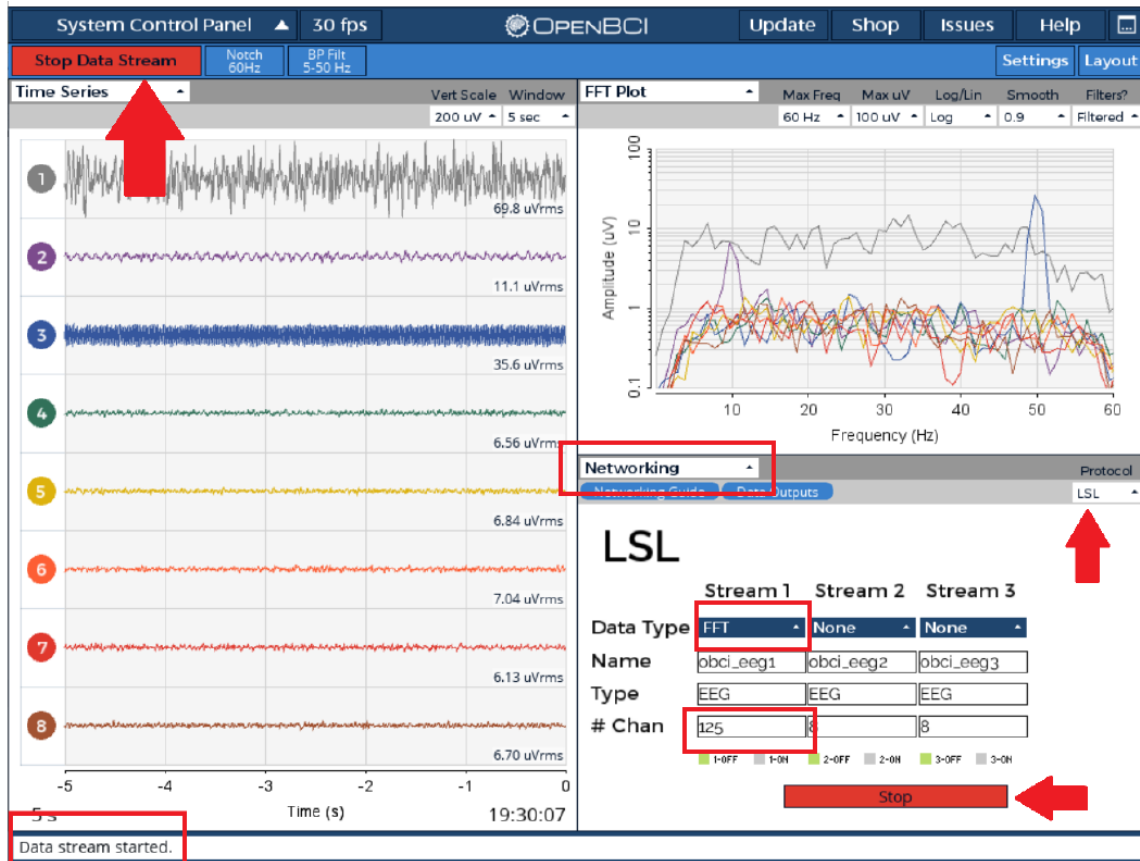 System Control Panel 30 fps OPENBCI Update Shop Issues Help
Stop Data Stream Notch 60Hz BP Filt 5-50 Hz Settings Layout
Time Series
Vert Scale Window
200 uV 5 sec
1
69.8 uVrms
2
11.1 uVrms
3
35.6 uVrms
4
6.56 uVrms
5
6.84 uVrms
6
7.04 uVrms
7
6.13 uVrms
8
6.70 uVrms
-5 -4 -3 -2 -1 0
5 s Time (s) 19:30:07
FFT Plot
Max Freq Max uV Log/Lin Smooth Filters?
60 Hz 100 uV Log 0.9 Filtered
Amplitude (uV)
100
10
1
0.1
10 20 30 40 50 60
Frequency (Hz)
Networking
Protocol
Networking Guide Data Outputs LSL
LSL
Stream 1 Stream 2 Stream 3
Data Type FFT None None
Name obci_eeg1 obci_eeg2 obci_eeg3
Type EEG EEG EEG
# Chan 125 8 8
1-OFF 1-ON 2-OFF 2-ON 3-OFF 3-ON
Stop
Data stream started.